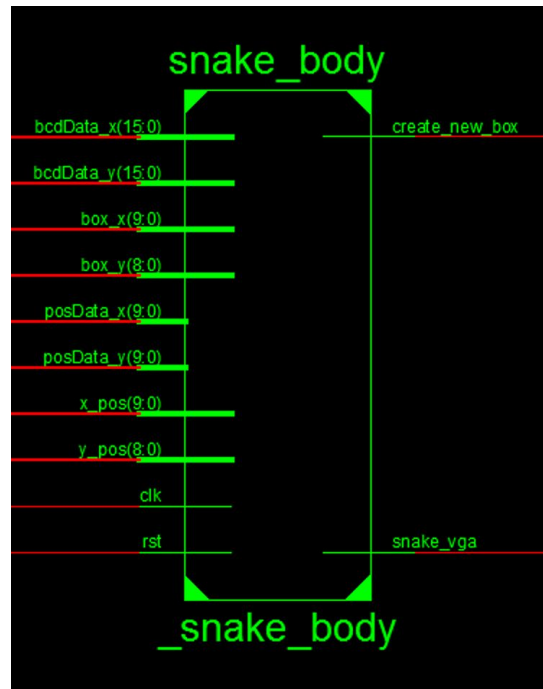 snake_body
bcdData_x(15:0)
create_new_box
bcdData_y(15:0)
box_x(9:0)
box_y(8:0)
posData_x(9:0)
posData_y(9:0)
x_pos(9:0)
y_pos(8:0)
clk
rst
snake_vga
_snake_body